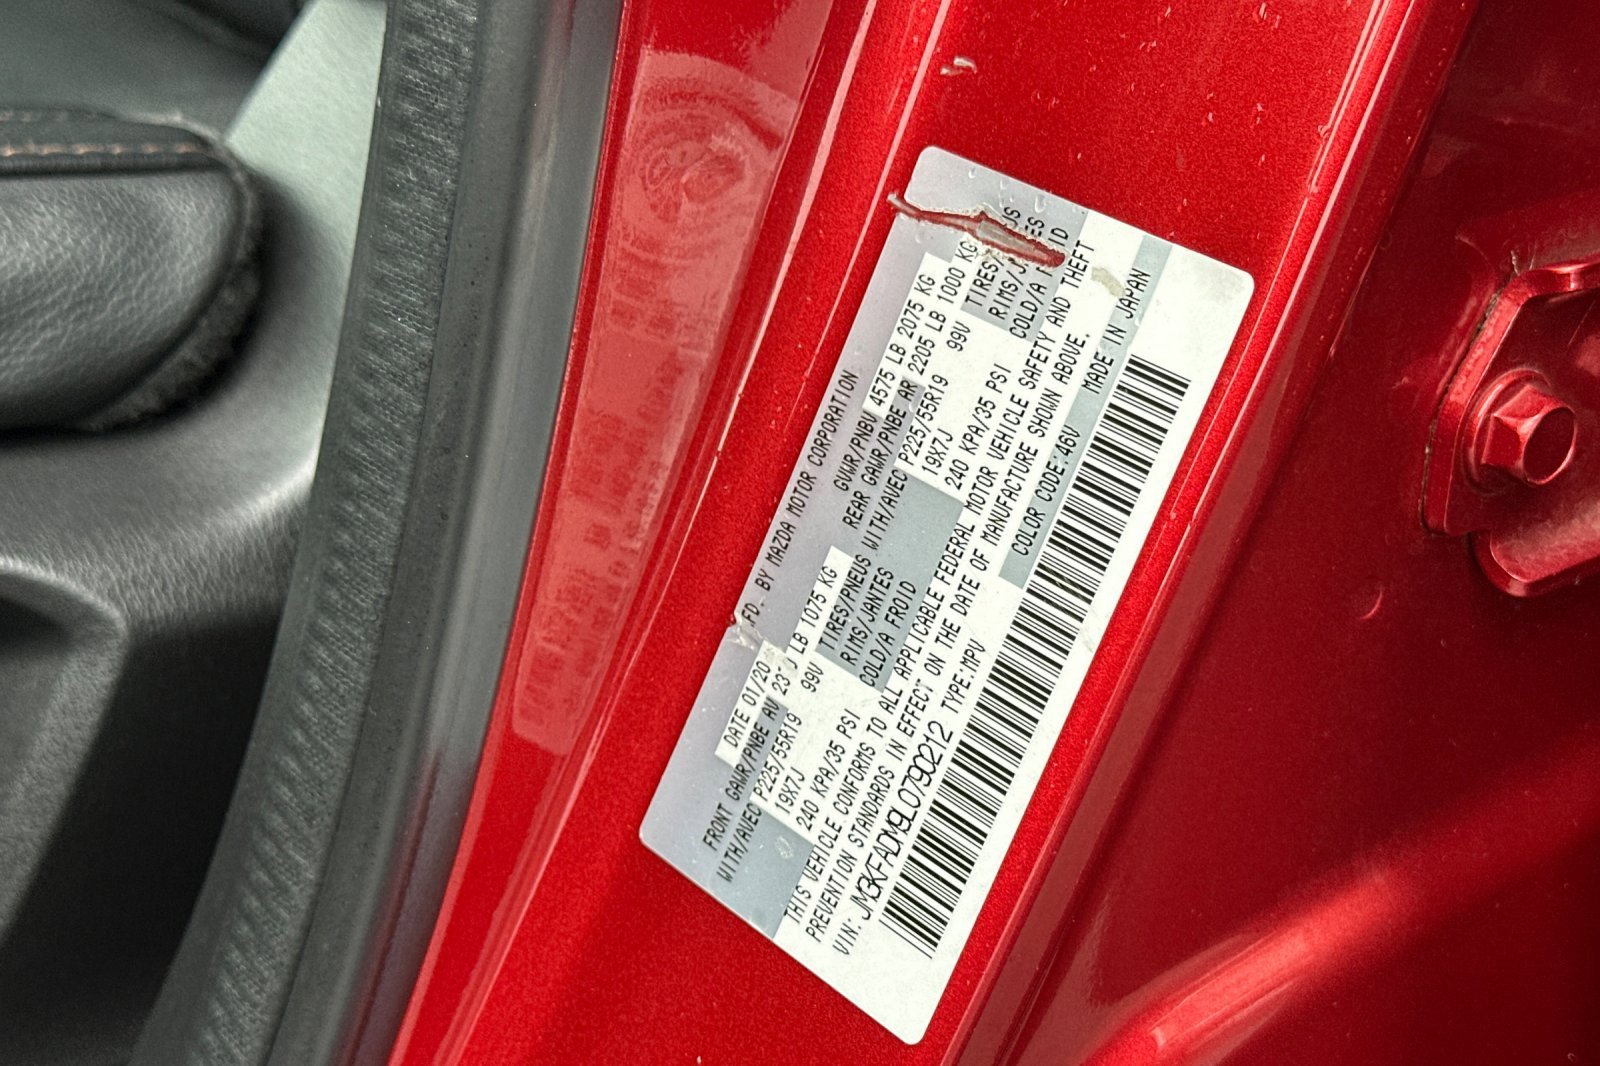 MFD. BY MAZDA MOTOR CORPORATION
DATE 01/20 GVWR/PNBV 4575 LB 2075 KG
FRONT GAWR/PNBE AV LB 1075 KG REAR GAWR/PNBE AR 2205 LB 1000 KG
WITH/AVEC P225/55R19 99V TIRES/PNEUS WITH/AVEC P225/55R19 99V TIRES/
19X7J RIMS/JANTES 19X7J
240 KPA/35 PSI COLD/A FROID 240 KPA/35 PSI COLD/A
THIS VEHICLE CONFORMS TO ALL APPLICABLE FEDERAL MOTOR VEHICLE SAFETY AND THEFT
PREVENTION STANDARDS IN EFFECT ON THE DATE OF MANUFACTURE SHOWN ABOVE.
VIN: JM3KFADM9L0790212 TYPE:MPV COLOR CODE:46V MADE IN JAPAN